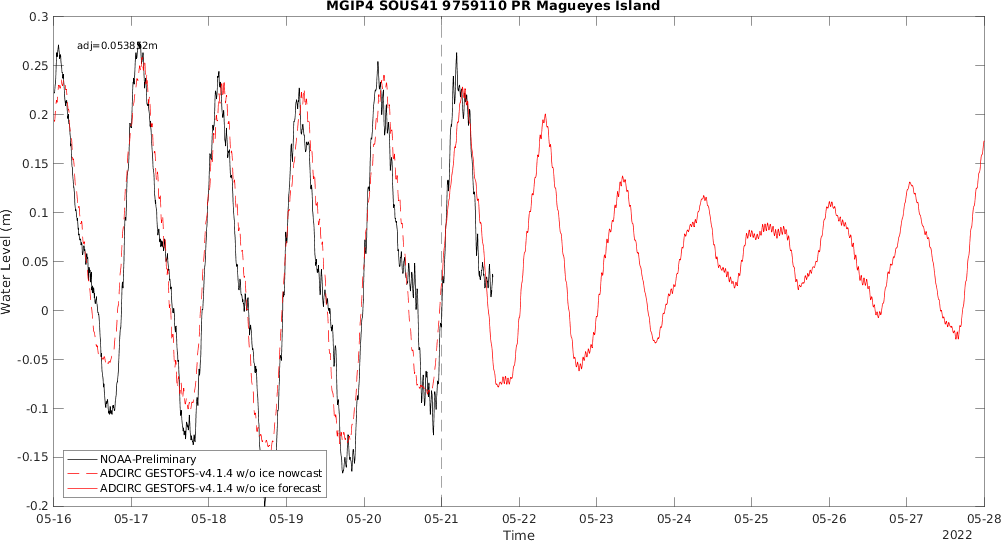 MGIP4 SOUS41 9759110 PR Magueyes Island
adj=0.053852m
0.3
0.25
0.2
0.15
0.1
0.05
0
-0.05
-0.1
-0.15
-0.2
Water Level (m)
NOAA-Preliminary
ADCIRC GESTOFS-v4.1.4 w/o ice nowcast
ADCIRC GESTOFS-v4.1.4 w/o ice forecast
05-16 05-17 05-18 05-19 05-20 05-21 05-22 05-23 05-24 05-25 05-26 05-27 05-28
Time
2022